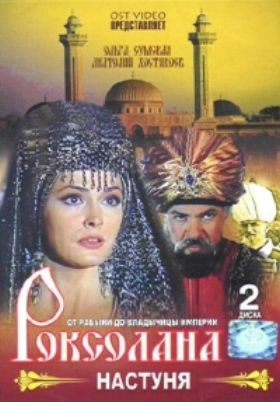 OST VIDEO
ПРЕДСТАВЛЯЕТ
ОЛЬГА СУМСКАЯ
АНАТОЛИЙ ХОСТИКОЕВ
2
ДИСКА
ОТ РАБЫНИ ДО ВЛАДЫЧИЦЫ ИМПЕРИИ
РОКСОЛАНА
НАСТУНЯ